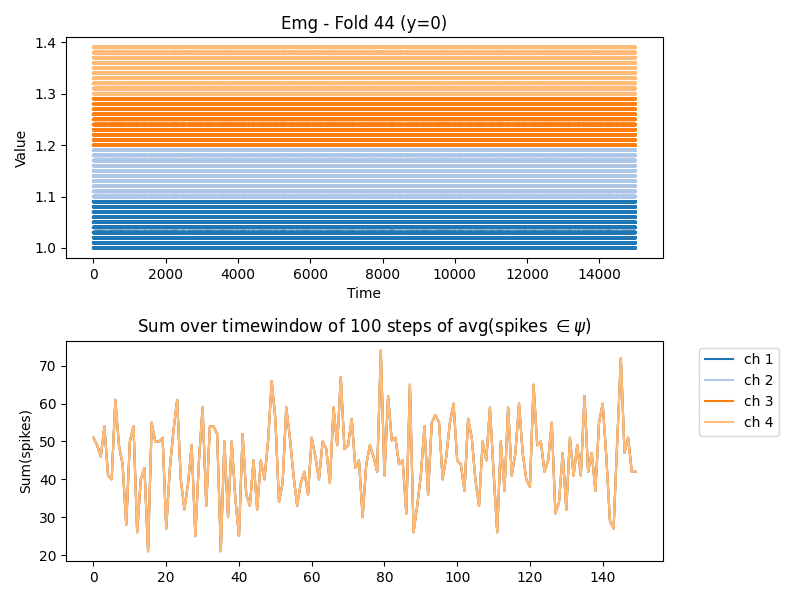 Emg - Fold 44 (y=0)
1.4
1.3
1.2
1.1
1.0
Value
0 2000 4000 6000 8000 10000 12000 14000
Time
Sum over timewindow of 100 steps of avg(spikes ∈ ψ)
70
60
50
40
30
20
Sum(spikes)
0 20 40 60 80 100 120 140
ch 1
ch 2
ch 3
ch 4